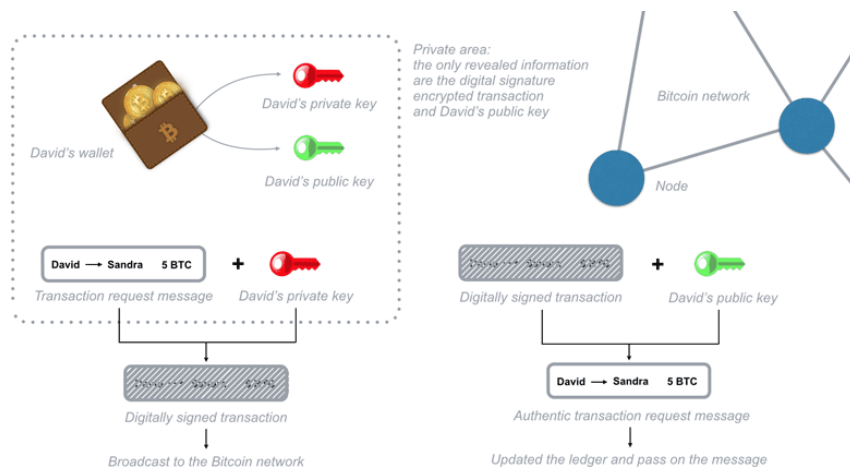 Private area:
the only revealed information
are the digital signature
encrypted transaction
and David's public key
David's private key
David's wallet
David's public key
Bitcoin network
Node
David → Sandra 5 BTC
+
Transaction request message
David's private key
Digitally signed transaction
Broadcast to the Bitcoin network
+
Digitally signed transaction
David's public key
David → Sandra 5 BTC
Authentic transaction request message
Updated the ledger and pass on the message